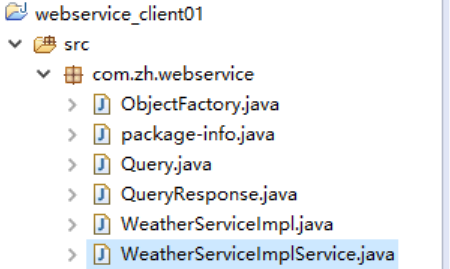 webservice_client01
src
com.zh.webservice
ObjectFactory.java
package-info.java
Query.java
QueryResponse.java
WeatherServiceImpl.java
WeatherServiceImplService.java